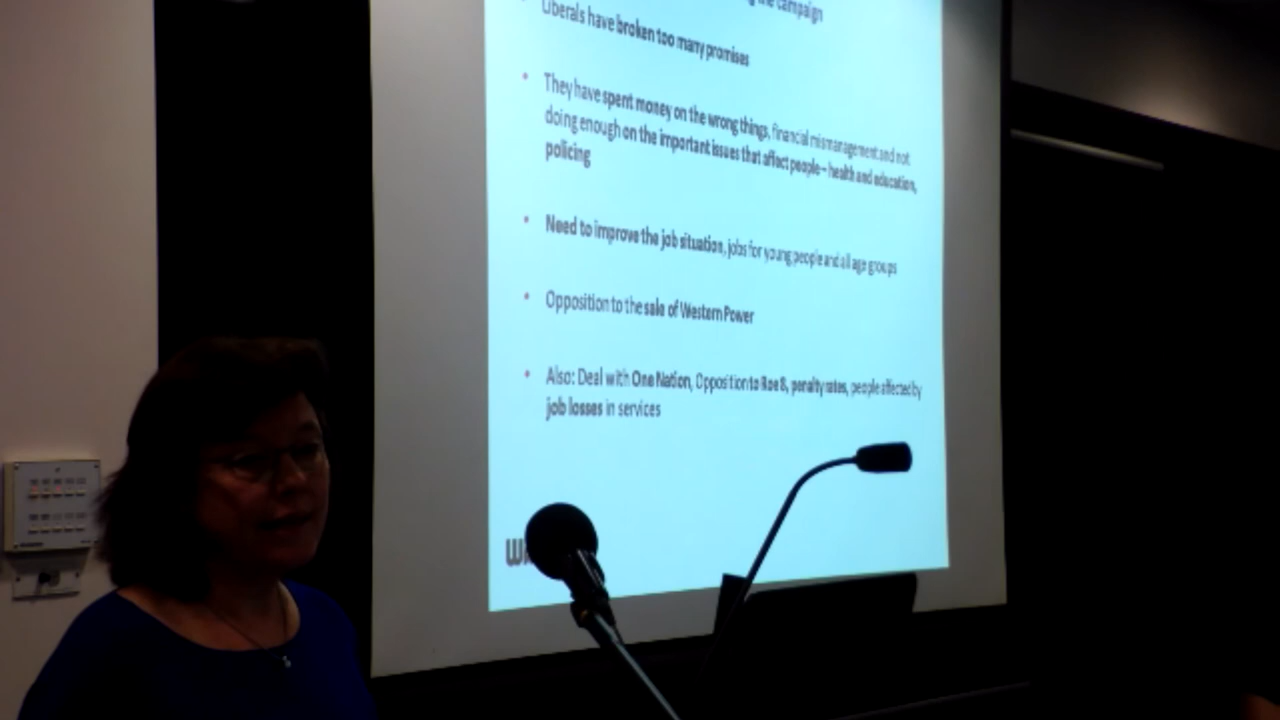 the campaign
Liberals have broken too many promises
They have spent money on the wrong things, financial mismanagement and not
doing enough on the important issues that affect people – health and education,
policing
Need to improve the job situation, jobs for young people and all age groups
Opposition to the sale of Western Power
Also: Deal with One Nation, Opposition to Roe 8, penalty rates, people affected by
job losses in services